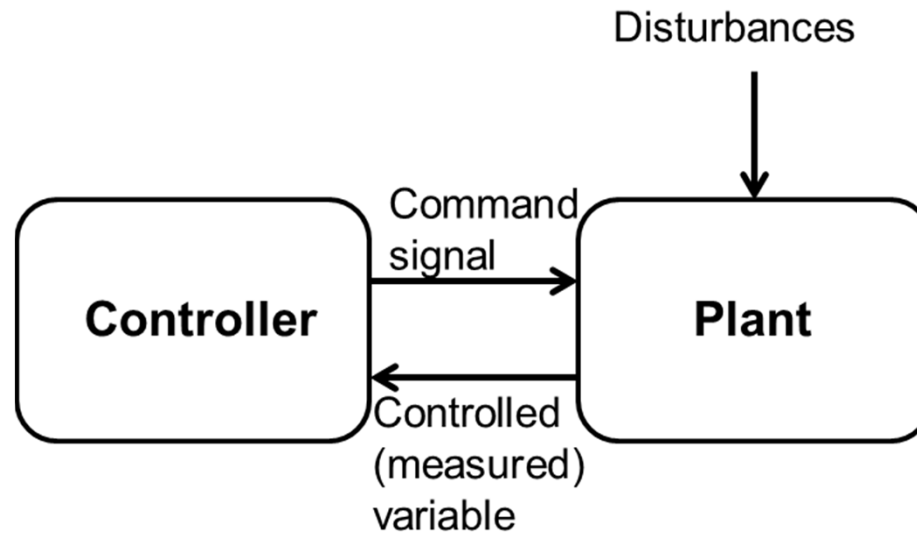 Disturbances
Command
signal
Controller
Plant
Controlled
(measured)
variable